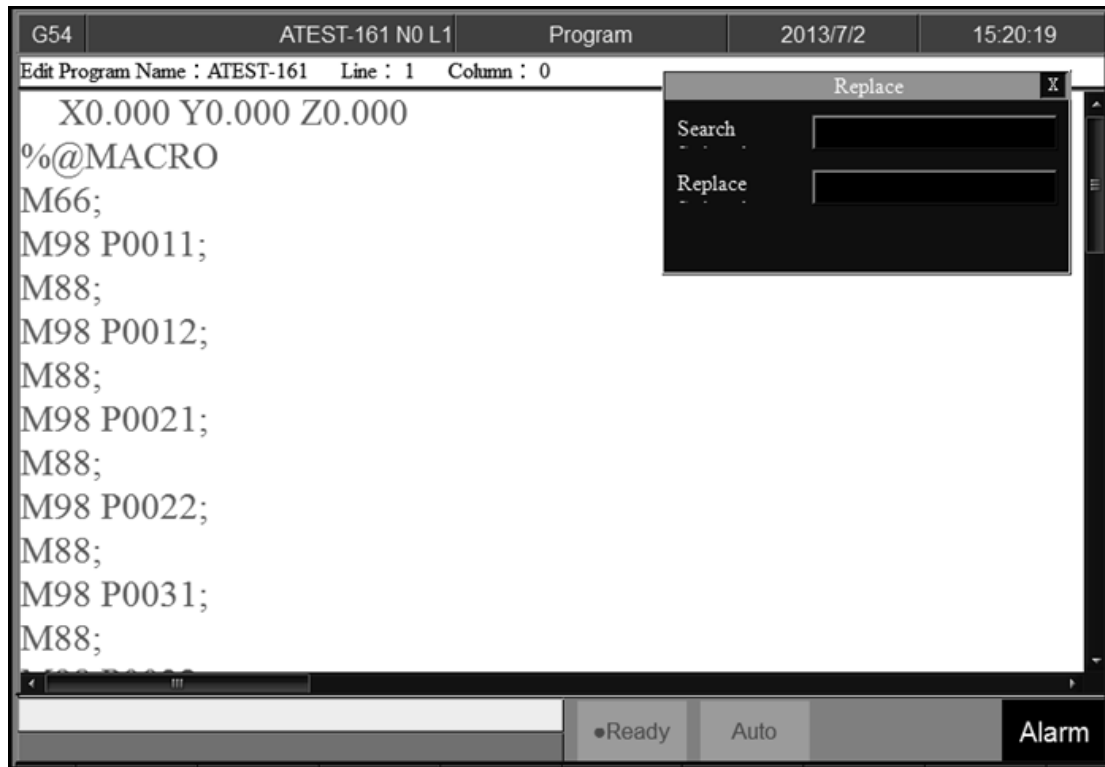 G54 ATEST-161 N0 L1 Program 2013/7/2 15:20:19
Edit Program Name：ATEST-161 Line：1 Column：0
Replace X
Search
Replace
X0.000 Y0.000 Z0.000
%@MACRO
M66;
M98 P0011;
M88;
M98 P0012;
M88;
M98 P0021;
M88;
M98 P0022;
M88;
M98 P0031;
M88;
●Ready Auto Alarm